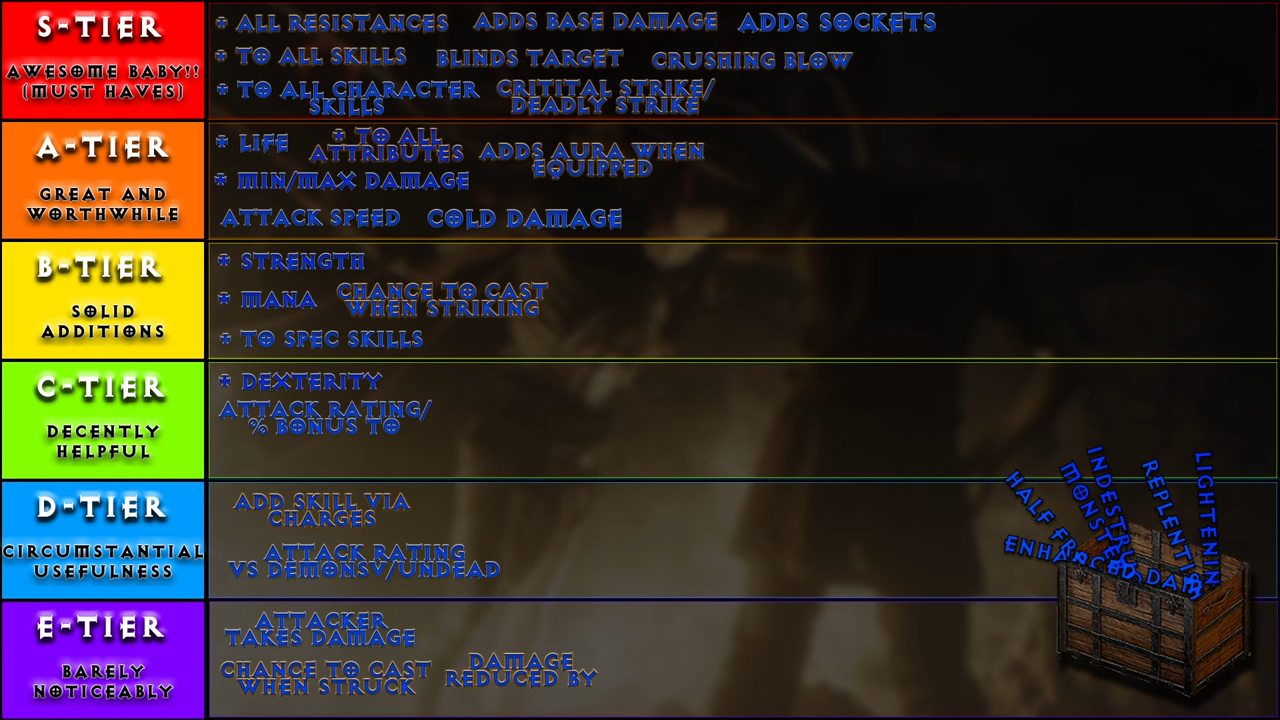 S-TIER
AWESOME BABY!!
(MUST HAVES)
+ ALL RESISTANCES ADDS BASE DAMAGE ADDS SOCKETS
+ TO ALL SKILLS BLINDS TARGET CRUSHING BLOW
+ TO ALL CHARACTER
SKILLS
CRITITAL STRIKE/
DEADLY STRIKE
A-TIER
GREAT AND
WORTHWHILE
+ LIFE
+ TO ALL
ATTRIBUTES
ADDS AURA WHEN
EQUIPPED
+ MIN/MAX DAMAGE
ATTACK SPEED COLD DAMAGE
B-TIER
SOLID
ADDITIONS
+ STRENGTH
+ MANA
CHANCE TO CAST
WHEN STRIKING
+ TO SPEC SKILLS
C-TIER
DECENTLY
HELPFUL
+ DEXTERITY
ATTACK RATING/
% BONUS TO
D-TIER
CIRCUMSTANTIAL
USEFULNESS
ADD SKILL VIA
CHARGES
ATTACK RATING
VS DEMONSV/UNDEAD
E-TIER
BARELY
NOTICEABLY
ATTACKER
TAKES DAMAGE
CHANCE TO CAST
WHEN STRUCK
DAMAGE
REDUCED BY
HALF
ENHANCED DAM
LIGHTENIN